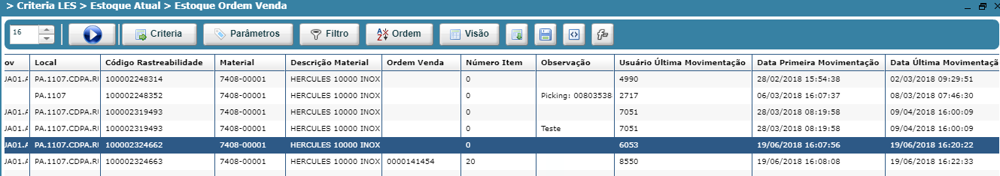 > Criteria LES > Estoque Atual > Estoque Ordem Venda
16 Criteria Parâmetros Filtro Ordem Visão
ov Local Código Rastreabilidade Material Descrição Material Ordem Venda Número Item Observação Usuário Última Movimentação Data Primeira Movimentação Data Última Movimentaçã
JA01.A PA.1107.CDPA.RU 100002248314 7408-00001 HERCULES 10000 INOX 0 4990 28/02/2018 15:54:38 02/03/2018 09:29:51
PA.1107 100002248352 7408-00001 HERCULES 10000 INOX 0 Picking: 00803538 2717 06/03/2018 16:07:37 08/03/2018 07:46:30
JA01.A PA.1107.CDPA.RU 100002319493 7408-00001 HERCULES 10000 INOX 0 7051 28/03/2018 08:19:58 09/04/2018 16:00:09
JA01.A PA.1107.CDPA.RU 100002319493 7408-00001 HERCULES 10000 INOX 0 Teste 7051 28/03/2018 08:19:58 09/04/2018 16:00:09
JA01.A PA.1107.CDPA.RU 100002324662 7408-00001 HERCULES 10000 INOX 0 6053 19/06/2018 16:07:56 19/06/2018 16:20:22
JA01.A PA.1107.CDPA.RU 100002324663 7408-00001 HERCULES 10000 INOX 0000141454 20 8550 19/06/2018 16:08:08 19/06/2018 16:22:33